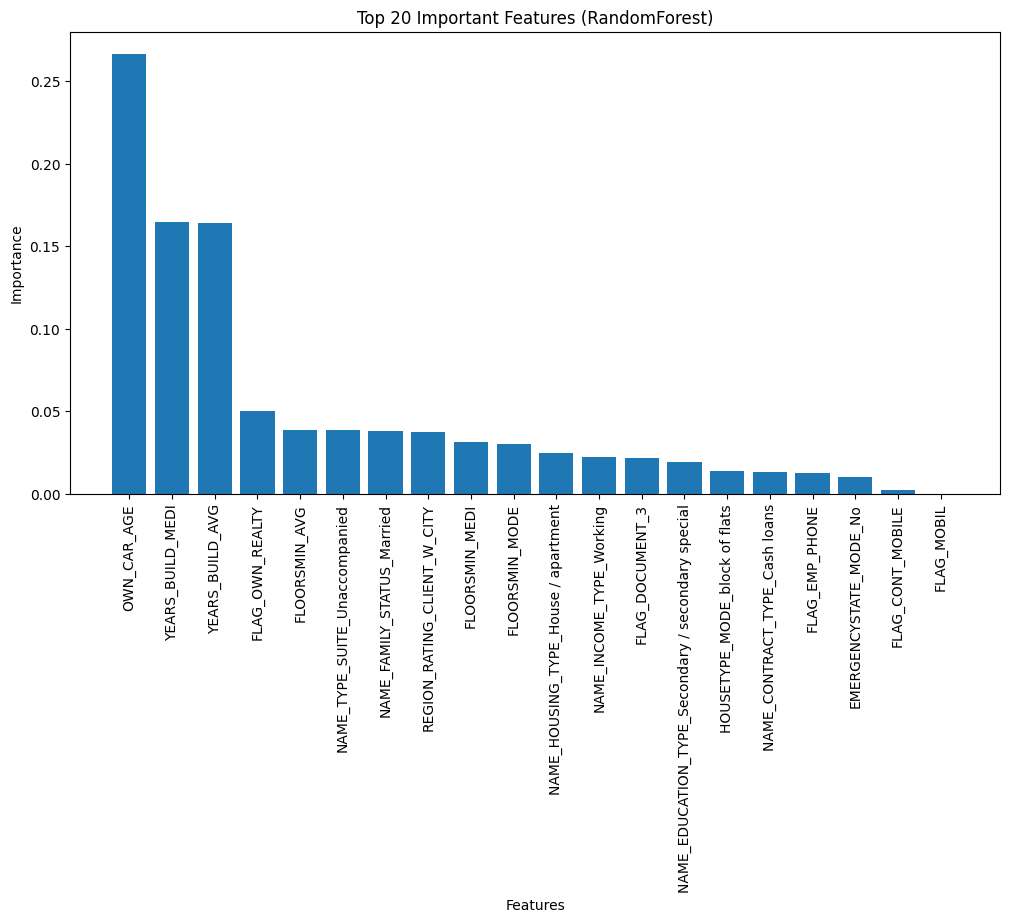 Top 20 Important Features (RandomForest)
Importance
0.25
0.20
0.15
0.10
0.05
0.00
OWN_CAR_AGE
YEARS_BUILD_MEDI
YEARS_BUILD_AVG
FLAG_OWN_REALTY
FLOORSMIN_AVG
NAME_TYPE_SUITE_Unaccompanied
NAME_FAMILY_STATUS_Married
REGION_RATING_CLIENT_W_CITY
FLOORSMIN_MEDI
FLOORSMIN_MODE
NAME_HOUSING_TYPE_House / apartment
NAME_INCOME_TYPE_Working
FLAG_DOCUMENT_3
NAME_EDUCATION_TYPE_Secondary / secondary special
HOUSETYPE_MODE_block of flats
NAME_CONTRACT_TYPE_Cash loans
FLAG_EMP_PHONE
EMERGENCYSTATE_MODE_No
FLAG_CONT_MOBILE
FLAG_MOBIL
Features